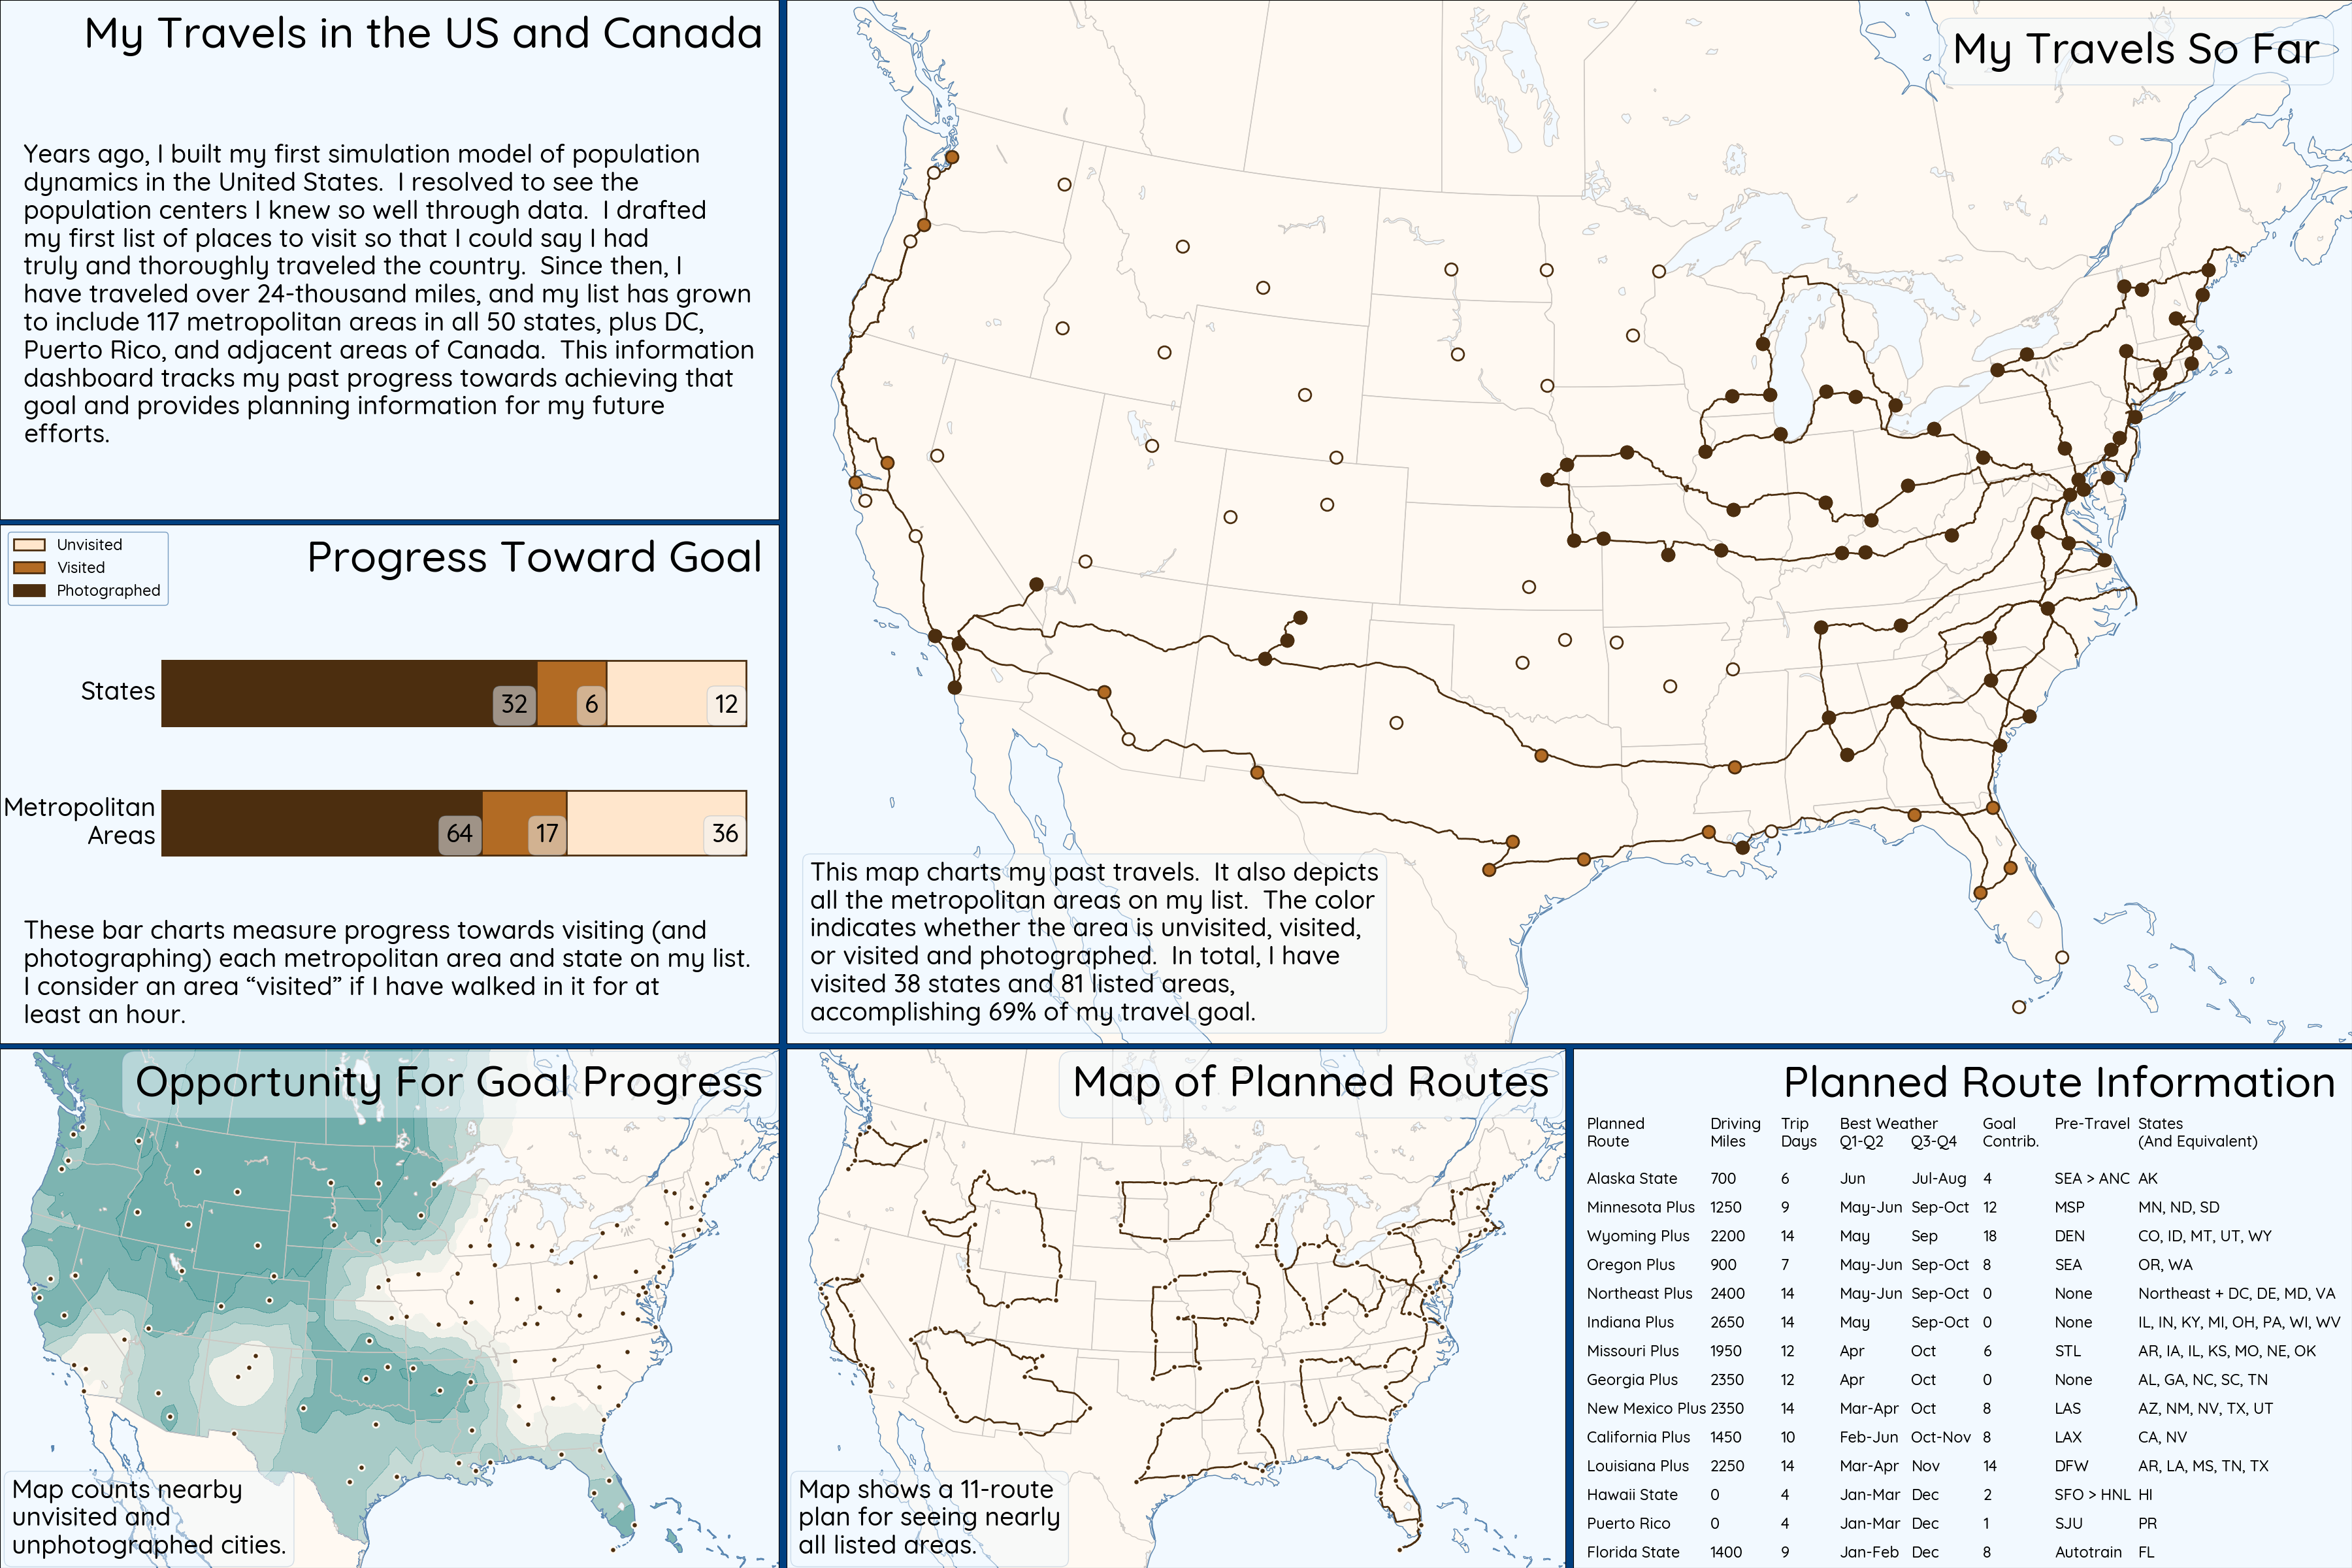 My Travels in the US and Canada
Years ago, I built my first simulation model of population
dynamics in the United States.  I resolved to see the
population centers I knew so well through data.  I drafted
my first list of places to visit so that I could say I had
truly and thoroughly traveled the country.  Since then, I
have traveled over 24-thousand miles, and my list has grown
to include 117 metropolitan areas in all 50 states, plus DC,
Puerto Rico, and adjacent areas of Canada.  This information
dashboard tracks my past progress towards achieving that
goal and provides planning information for my future
efforts.
My Travels So Far
This map charts my past travels.  It also depicts
all the metropolitan areas on my list.  The color
indicates whether the area is unvisited, visited,
or visited and photographed.  In total, I have
visited 38 states and 81 listed areas,
accomplishing 69% of my travel goal.
Progress Toward Goal
Unvisited
Visited
Photographed
States 32 6 12
Metropolitan
Areas 64 17 36
These bar charts measure progress towards visiting (and
photographing) each metropolitan area and state on my list.
I consider an area “visited” if I have walked in it for at
least an hour.
Opportunity For Goal Progress
Map counts nearby
unvisited and
unphotographed cities.
Map of Planned Routes
Map shows a 11-route
plan for seeing nearly
all listed areas.
Planned Route Information
Planned Driving Trip Best Weather Goal Pre-Travel States
Route Miles Days Q1-Q2 Q3-Q4 Contrib. (And Equivalent)
Alaska State 700 6 Jun Jul-Aug 4 SEA > ANC AK
Minnesota Plus 1250 9 May-Jun Sep-Oct 12 MSP MN, ND, SD
Wyoming Plus 2200 14 May Sep 18 DEN CO, ID, MT, UT, WY
Oregon Plus 900 7 May-Jun Sep-Oct 8 SEA OR, WA
Northeast Plus 2400 14 May-Jun Sep-Oct 0 None Northeast + DC, DE, MD, VA
Indiana Plus 2650 14 May Sep-Oct 0 None IL, IN, KY, MI, OH, PA, WI, WV
Missouri Plus 1950 12 Apr Oct 6 STL AR, IA, IL, KS, MO, NE, OK
Georgia Plus 2350 12 Apr Oct 0 None AL, GA, NC, SC, TN
New Mexico Plus 2350 14 Mar-Apr Oct 8 LAS AZ, NM, NV, TX, UT
California Plus 1450 10 Feb-Jun Oct-Nov 8 LAX CA, NV
Louisiana Plus 2250 14 Mar-Apr Nov 14 DFW AR, LA, MS, TN, TX
Hawaii State 0 4 Jan-Mar Dec 2 SFO > HNL HI
Puerto Rico 0 4 Jan-Mar Dec 1 SJU PR
Florida State 1400 9 Jan-Feb Dec 8 Autotrain FL